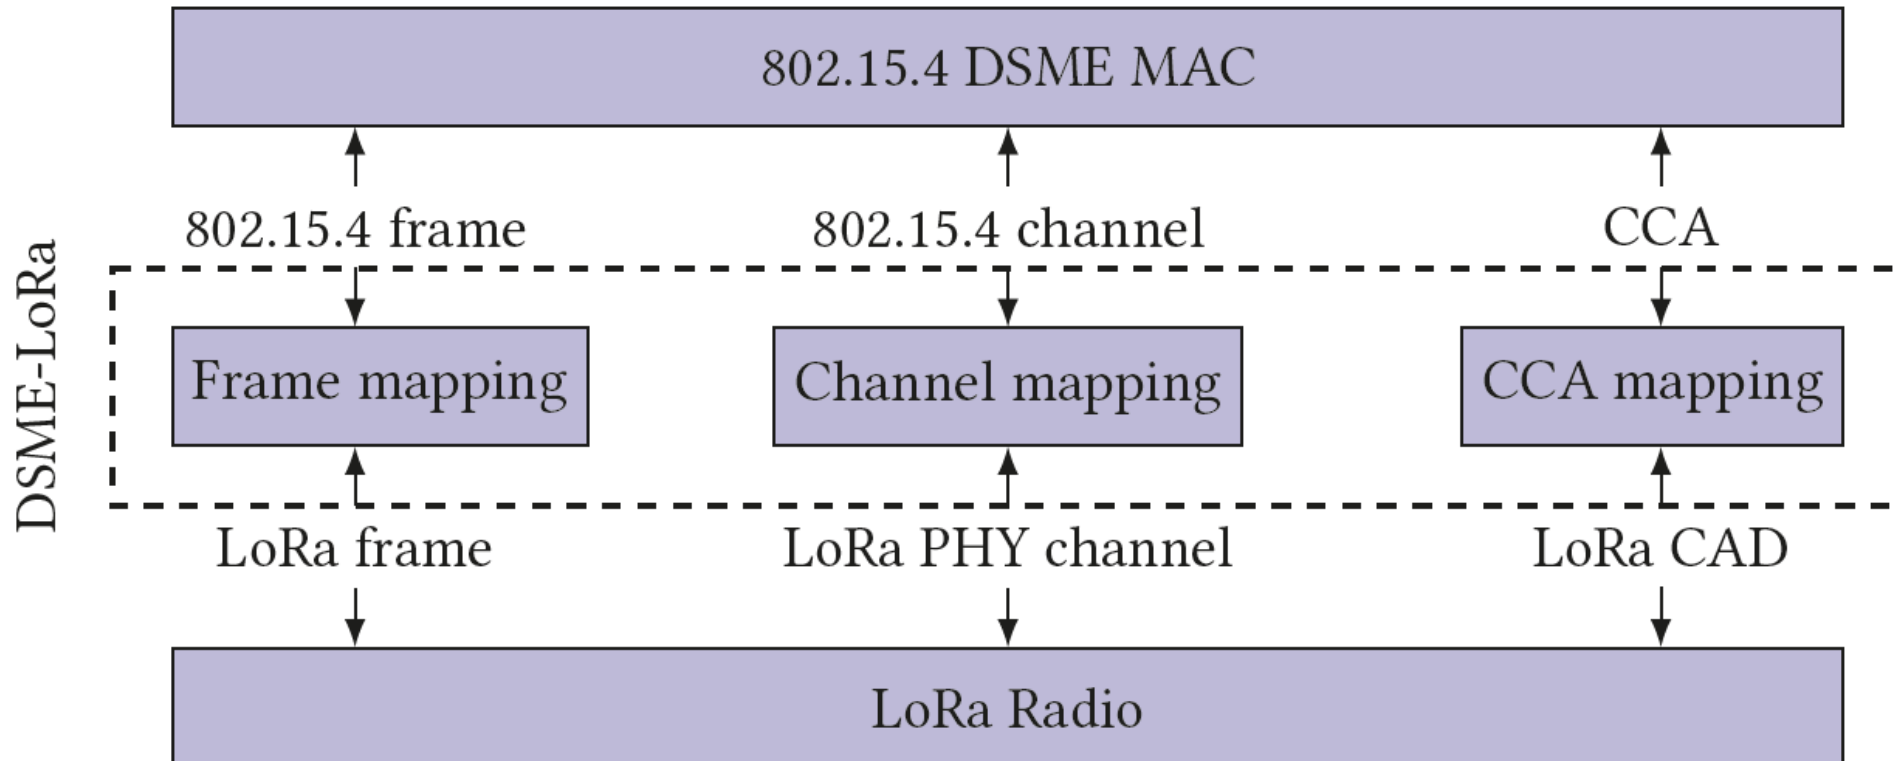 802.15.4 DSME MAC
802.15.4 frame
802.15.4 channel
CCA
DSME-LoRa
Frame mapping
Channel mapping
CCA mapping
LoRa frame
LoRa PHY channel
LoRa CAD
LoRa Radio